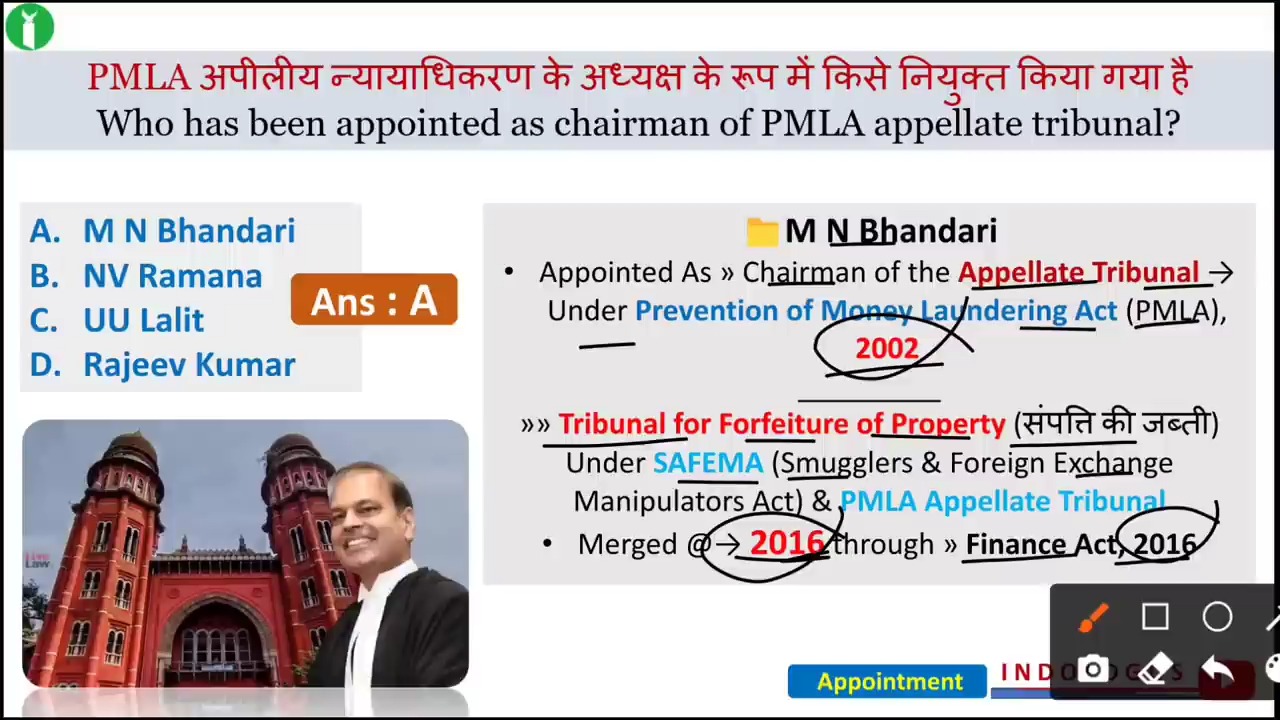 PMLA अपीलीय न्यायाधिकरण के अध्यक्ष के रूप में किसे नियुक्त किया गया है
Who has been appointed as chairman of PMLA appellate tribunal?
A. M N Bhandari
B. NV Ramana
C. UU Lalit
D. Rajeev Kumar
Ans : A
M N Bhandari
• Appointed As » Chairman of the Appellate Tribunal →
Under Prevention of Money Laundering Act (PMLA),
2002
»» Tribunal for Forfeiture of Property (संपत्ति की जब्ती)
Under SAFEMA (Smugglers & Foreign Exchange
Manipulators Act) & PMLA Appellate Tribunal
• Merged @→ 2016 through » Finance Act, 2016
Live Law
Appointment